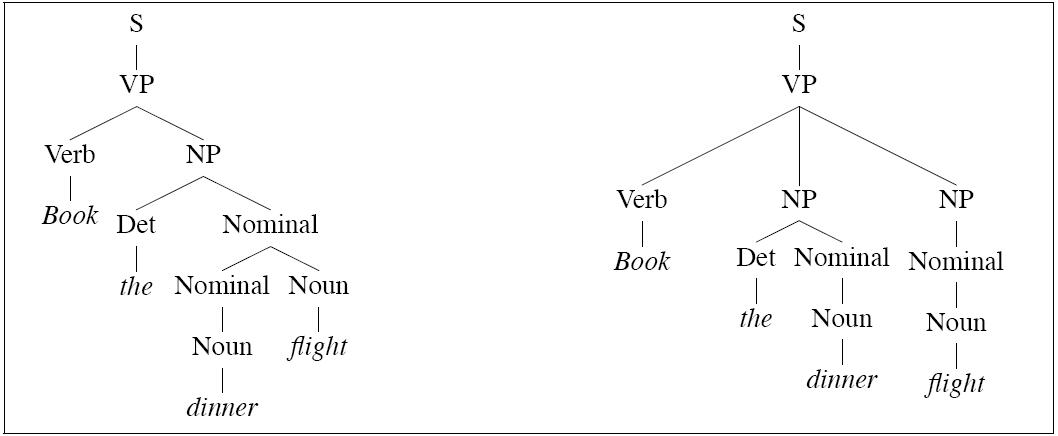 S S
VP VP
Verb NP
Book Det Nominal
the Nominal Noun
Noun flight
dinner
Verb NP NP
Book Det Nominal Nominal
the Noun Noun
dinner flight